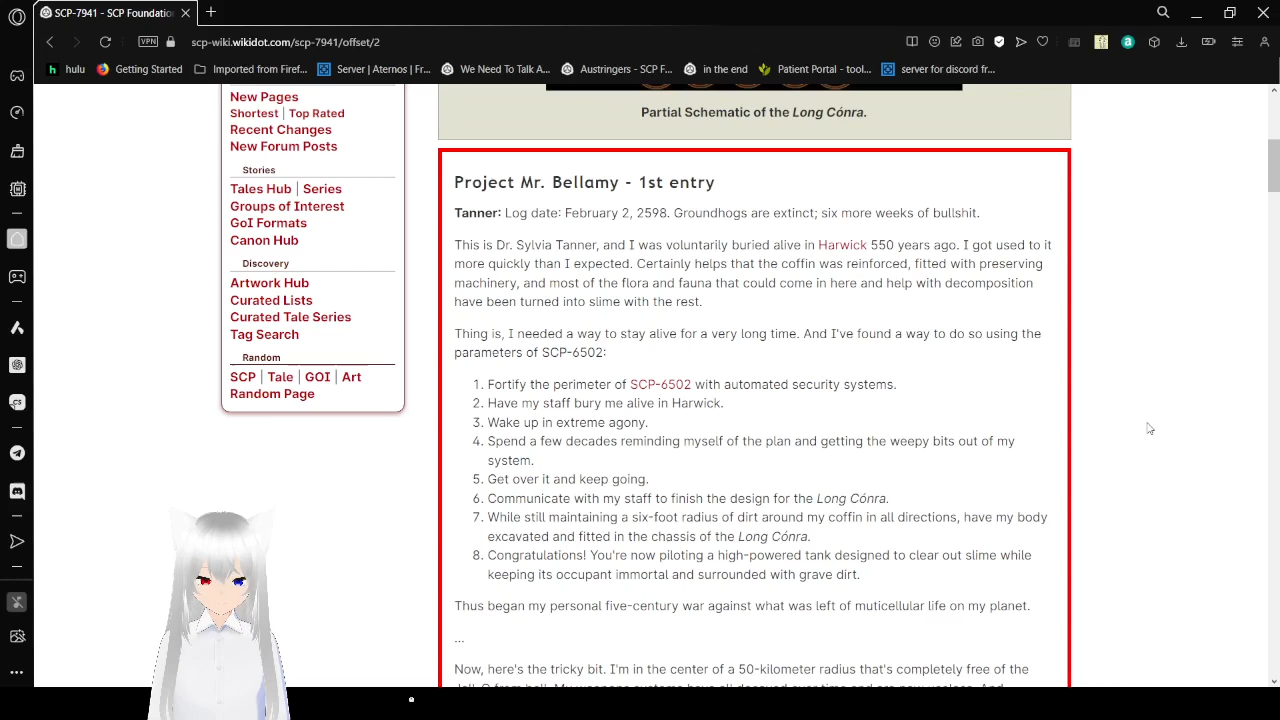 SCP-7941 - SCP Foundatio
scp-wiki.wikidot.com/scp-7941/offset/2
VPN
hulu
Getting Started
Imported from Firef...
Server | Aternos | Fr...
We Need To Talk A...
Austringers - SCP F...
in the end
Patient Portal - tool...
server for discord fr...
New Pages
Shortest | Top Rated
Recent Changes
New Forum Posts
Stories
Tales Hub | Series
Groups of Interest
GoI Formats
Canon Hub
Discovery
Artwork Hub
Curated Lists
Curated Tale Series
Tag Search
Random
SCP | Tale | GOI | Art
Random Page
Partial Schematic of the Long Cónra.
Project Mr. Bellamy - 1st entry
Tanner: Log date: February 2, 2598. Groundhogs are extinct; six more weeks of bullshit.
This is Dr. Sylvia Tanner, and I was voluntarily buried alive in Harwick 550 years ago. I got used to it
more quickly than I expected. Certainly helps that the coffin was reinforced, fitted with preserving
machinery, and most of the flora and fauna that could come in here and help with decomposition
have been turned into slime with the rest.
Thing is, I needed a way to stay alive for a very long time. And I've found a way to do so using the
parameters of SCP-6502:
1. Fortify the perimeter of SCP-6502 with automated security systems.
2. Have my staff bury me alive in Harwick.
3. Wake up in extreme agony.
4. Spend a few decades reminding myself of the plan and getting the weepy bits out of my
system.
5. Get over it and keep going.
6. Communicate with my staff to finish the design for the Long Cónra.
7. While still maintaining a six-foot radius of dirt around my coffin in all directions, have my body
excavated and fitted in the chassis of the Long Cónra.
8. Congratulations! You're now piloting a high-powered tank designed to clear out slime while
keeping its occupant immortal and surrounded with grave dirt.
Thus began my personal five-century war against what was left of muticellular life on my planet.
...
Now, here's the tricky bit. I'm in the center of a 50-kilometer radius that's completely free of the